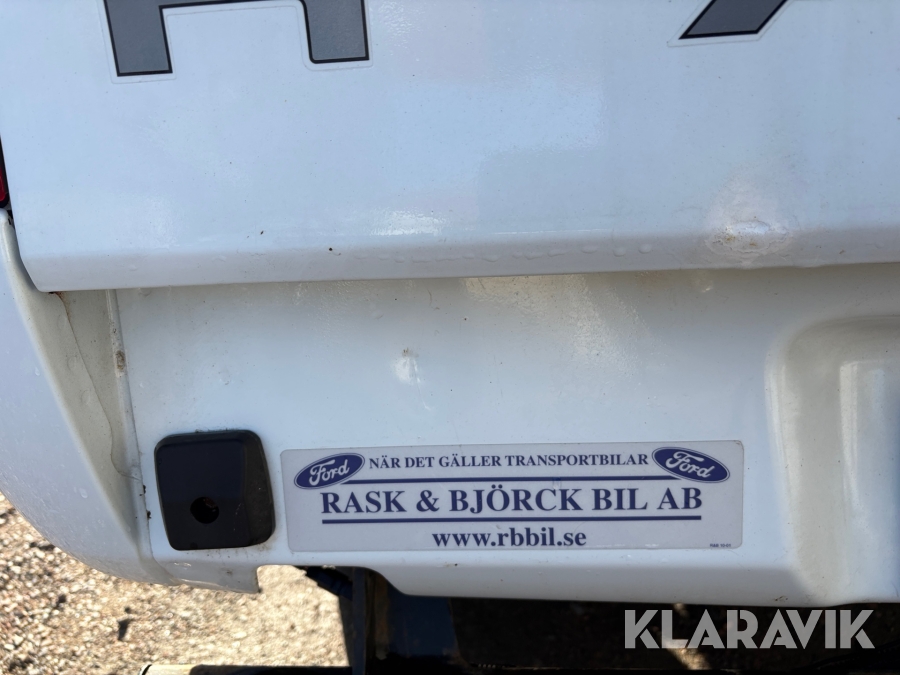 Ford NÄR DET GÄLLER TRANSPORTBILAR Ford
RASK & BJÖRCK BIL AB
www.rbbil.se
KLARAVIK